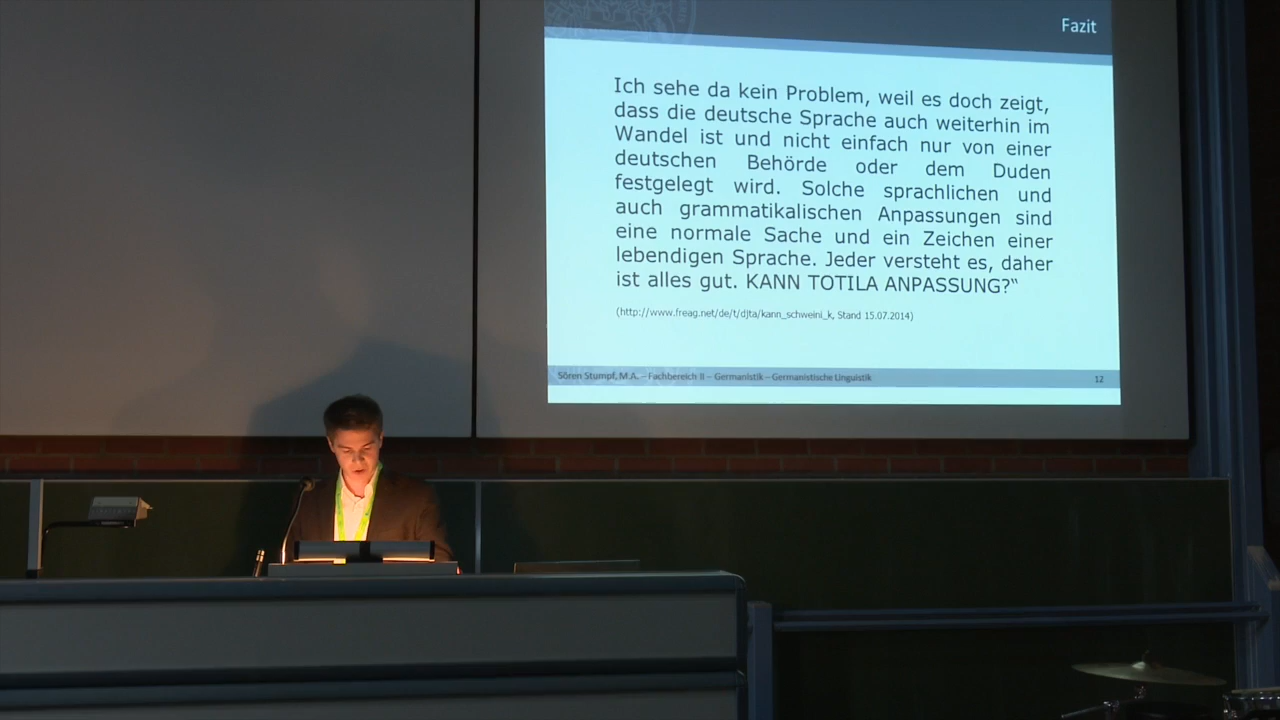 Fazit
Ich sehe da kein Problem, weil es doch zeigt,
dass die deutsche Sprache auch weiterhin im
Wandel ist und nicht einfach nur von einer
deutschen Behörde oder dem Duden
festgelegt wird. Solche sprachlichen und
auch grammatikalischen Anpassungen sind
eine normale Sache und ein Zeichen einer
lebendigen Sprache. Jeder versteht es, daher
ist alles gut. KANN TOTILA ANPASSUNG?“
(http://www.freag.net/de/t/djta/kann_schweini_k, Stand 15.07.2014)
Sören Stumpf, M.A. – Fachbereich II – Germanistik – Germanistische Linguistik
12